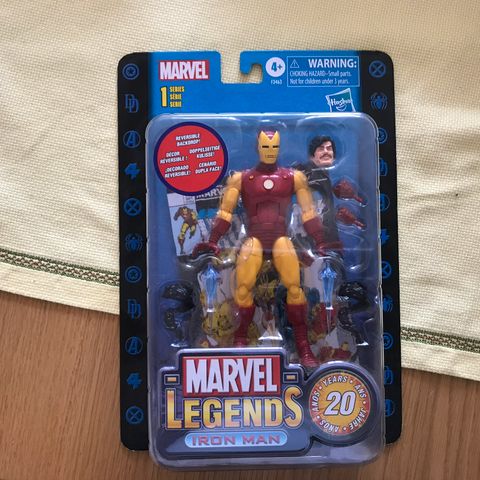 MARVEL
1 SERIES
SÉRIE
SERIE
4+
F3463
WARNING:
CHOKING HAZARD–Small parts.
Not for children under 3 years.
Hasbro
REVERSIBLE
BACKDROP!
DÉCOR
RÉVERSIBLE !
DOPPELSEITIGE
KULISSE!
¡DECORADO
REVERSIBLE!
CENÁRIO
DUPLA FACE!
MARVEL
LEGENDS
IRON MAN
20
YEARS • ANS • JAHRE • AÑOS • ANOS